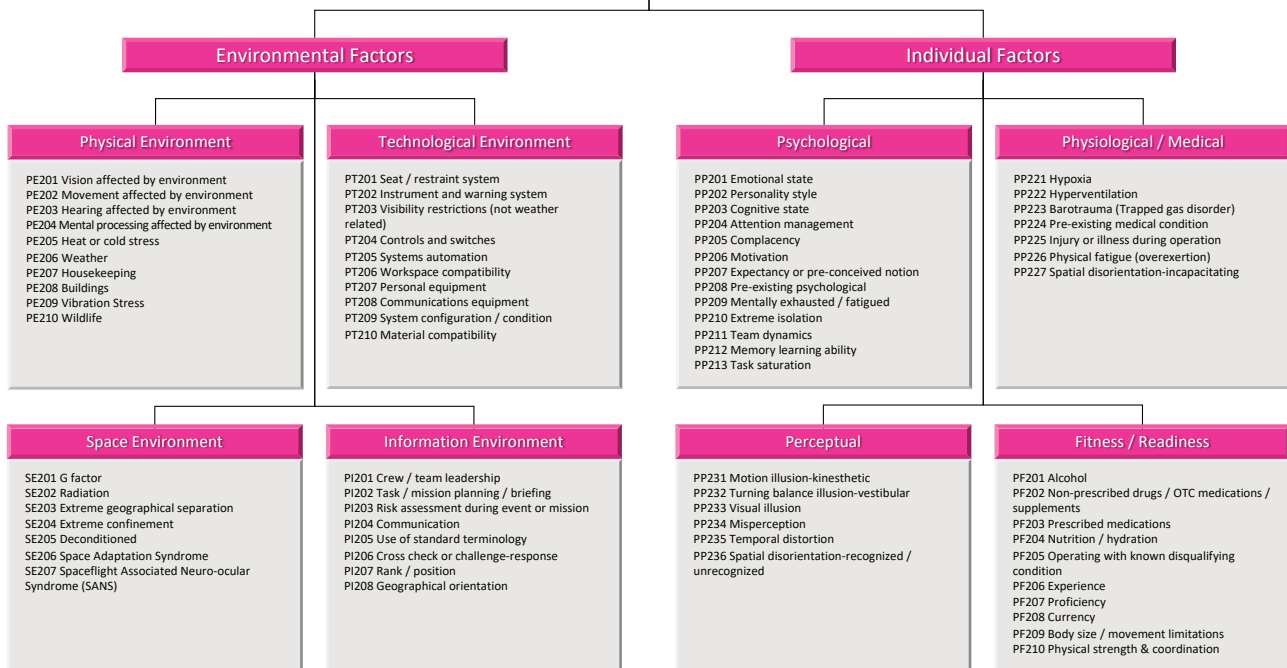 Environmental Factors
Individual Factors
Physical Environment
PE201 Vision affected by environment
PE202 Movement affected by environment
PE203 Hearing affected by environment
PE204 Mental processing affected by environment
PE205 Heat or cold stress
PE206 Weather
PE207 Housekeeping
PE208 Buildings
PE209 Vibration Stress
PE210 Wildlife
Technological Environment
PT201 Seat / restraint system
PT202 Instrument and warning system
PT203 Visibility restrictions (not weather
related)
PT204 Controls and switches
PT205 Systems automation
PT206 Workspace compatibility
PT207 Personal equipment
PT208 Communications equipment
PT209 System configuration / condition
PT210 Material compatibility
Psychological
PP201 Emotional state
PP202 Personality style
PP203 Cognitive state
PP204 Attention management
PP205 Complacency
PP206 Motivation
PP207 Expectancy or pre-conceived notion
PP208 Pre-existing psychological
PP209 Mentally exhausted / fatigued
PP210 Extreme isolation
PP211 Team dynamics
PP212 Memory learning ability
PP213 Task saturation
Physiological / Medical
PP221 Hypoxia
PP222 Hyperventilation
PP223 Barotrauma (Trapped gas disorder)
PP224 Pre-existing medical condition
PP225 Injury or illness during operation
PP226 Physical fatigue (overexertion)
PP227 Spatial disorientation-incapacitating
Space Environment
SE201 G factor
SE202 Radiation
SE203 Extreme geographical separation
SE204 Extreme confinement
SE205 Deconditioned
SE206 Space Adaptation Syndrome
SE207 Spaceflight Associated Neuro-ocular
Syndrome (SANS)
Information Environment
PI201 Crew / team leadership
PI202 Task / mission planning / briefing
PI203 Risk assessment during event or mission
PI204 Communication
PI205 Use of standard terminology
PI206 Cross check or challenge-response
PI207 Rank / position
PI208 Geographical orientation
Perceptual
PP231 Motion illusion-kinesthetic
PP232 Turning balance illusion-vestibular
PP233 Visual illusion
PP234 Misperception
PP235 Temporal distortion
PP236 Spatial disorientation-recognized /
unrecognized
Fitness / Readiness
PF201 Alcohol
PF202 Non-prescribed drugs / OTC medications /
supplements
PF203 Prescribed medications
PF204 Nutrition / hydration
PF205 Operating with known disqualifying
condition
PF206 Experience
PF207 Proficiency
PF208 Currency
PF209 Body size / movement limitations
PF210 Physical strength & coordination